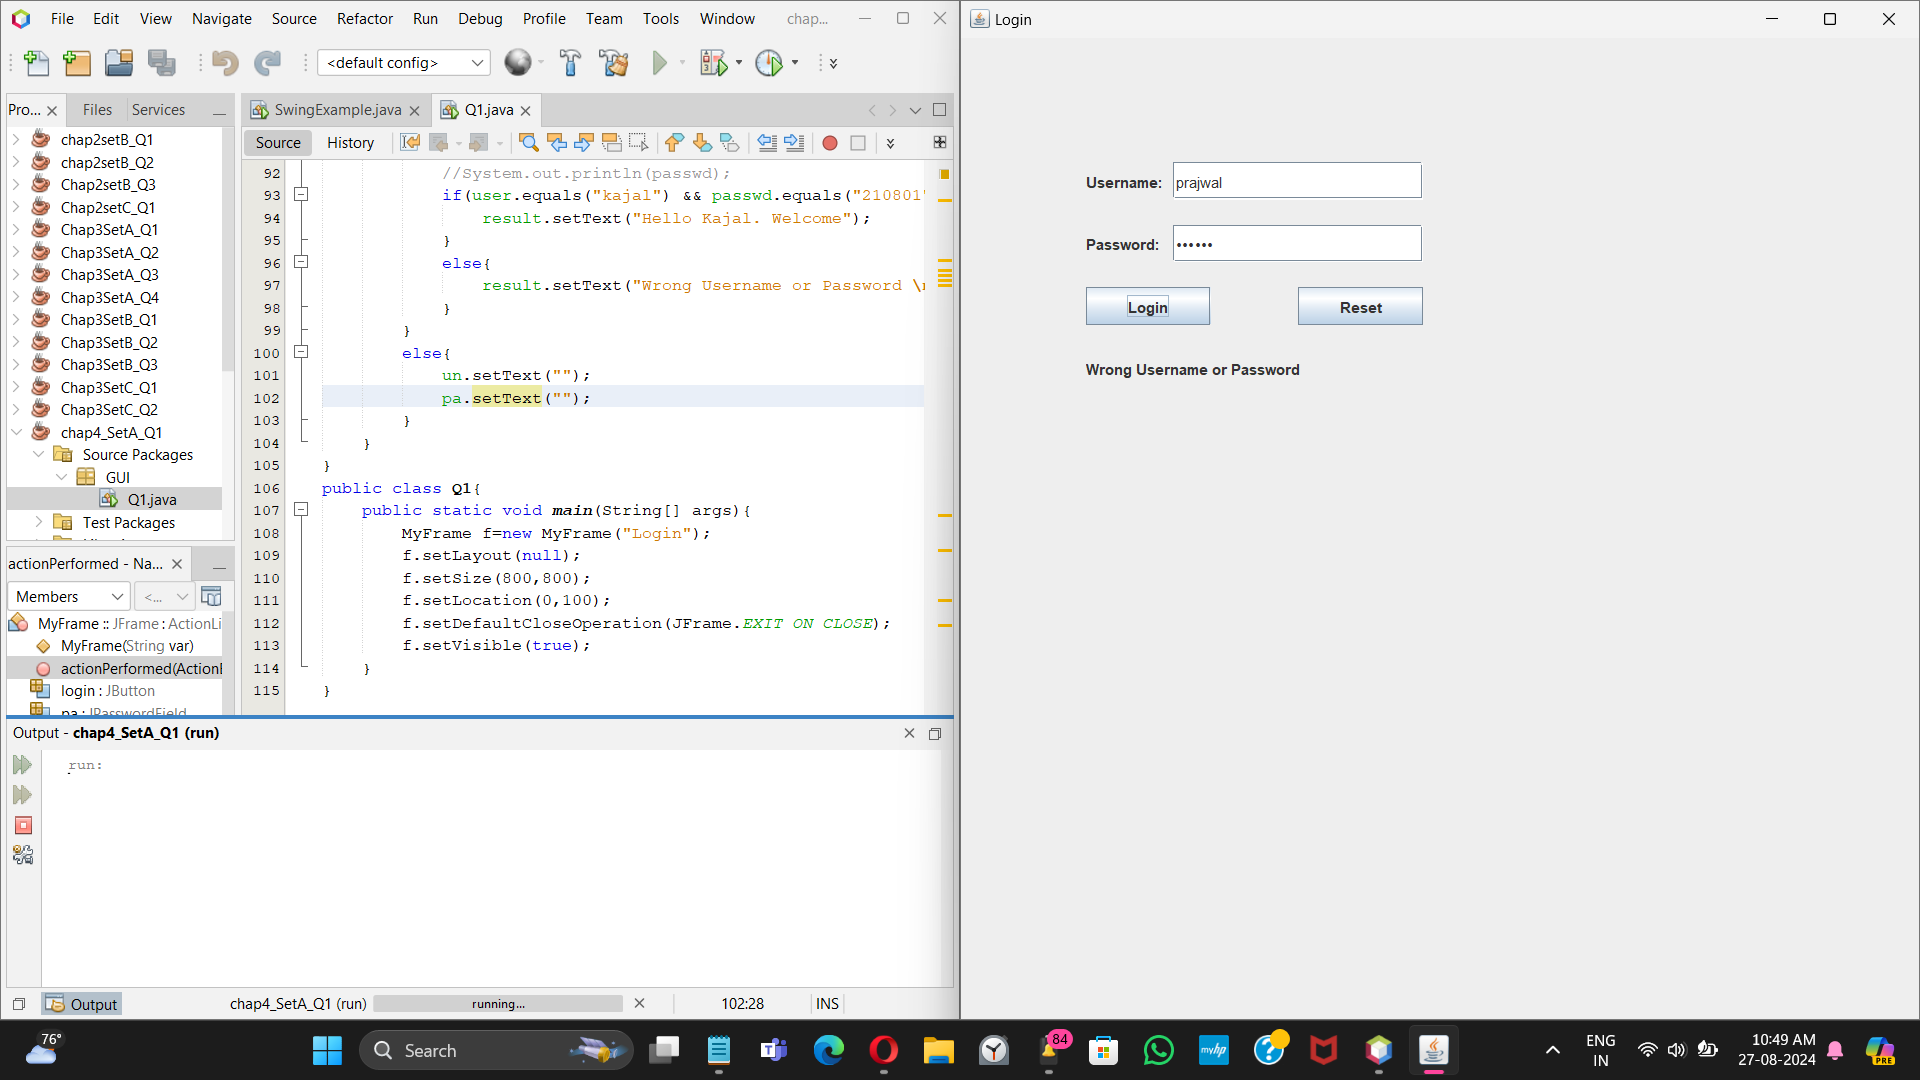 File Edit View Navigate Source Refactor Run Debug Profile Team Tools Window chap...
<default config>
Pro... Files Services
chap2setB_Q1
chap2setB_Q2
Chap2setB_Q3
Chap2setC_Q1
Chap3SetA_Q1
Chap3SetA_Q2
Chap3SetA_Q3
Chap3SetA_Q4
Chap3SetB_Q1
Chap3SetB_Q2
Chap3SetB_Q3
Chap3SetC_Q1
Chap3SetC_Q2
chap4_SetA_Q1
Source Packages
GUI
Q1.java
Test Packages
actionPerformed - Na...
Members <...
MyFrame :: JFrame : ActionLi
MyFrame(String var)
actionPerformed(ActionE
login : JButton
pa : JPasswordField
SwingExample.java Q1.java
Source History
92 //System.out.println(passwd);
93 if(user.equals("kajal") && passwd.equals("210801"
94 result.setText("Hello Kajal. Welcome");
95 }
96 else{
97 result.setText("Wrong Username or Password \n
98 }
99 }
100 else{
101 un.setText("");
102 pa.setText("");
103 }
104 }
105 }
106 public class Q1{
107 public static void main(String[] args){
108 MyFrame f=new MyFrame("Login");
109 f.setLayout(null);
110 f.setSize(800,800);
111 f.setLocation(0,100);
112 f.setDefaultCloseOperation(JFrame.EXIT_ON_CLOSE);
113 f.setVisible(true);
114 }
115 }
Output - chap4_SetA_Q1 (run)
run:
Output chap4_SetA_Q1 (run) running... 102:28 INS
Login
Username: prajwal
Password: ••••••
Login Reset
Wrong Username or Password
76° Search 84 myhp ENG IN 10:49 AM 27-08-2024 PRE